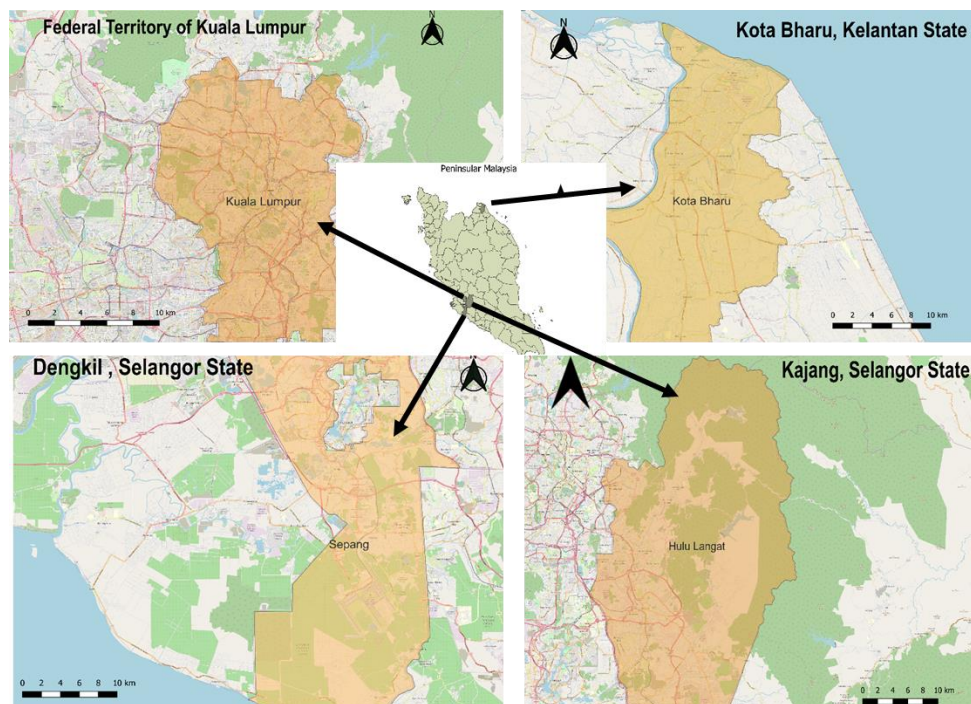 Federal Territory of Kuala Lumpur
N
Kuala Lumpur
0 2 4 6 8 10 km
N
Kota Bharu, Kelantan State
Kota Bharu
0 2 4 6 8 10 km
Peninsular Malaysia
Dengkil , Selangor State
N
Sepang
0 2 4 6 8 10 km
Kajang, Selangor State
Hulu Langat
0 2 4 6 8 10 km